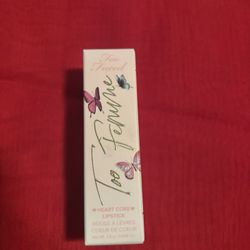 Too
Faced
Too Femme
HEART CORE
LIPSTICK
ROUGE À LÈVRES
COEUR DE COEUR